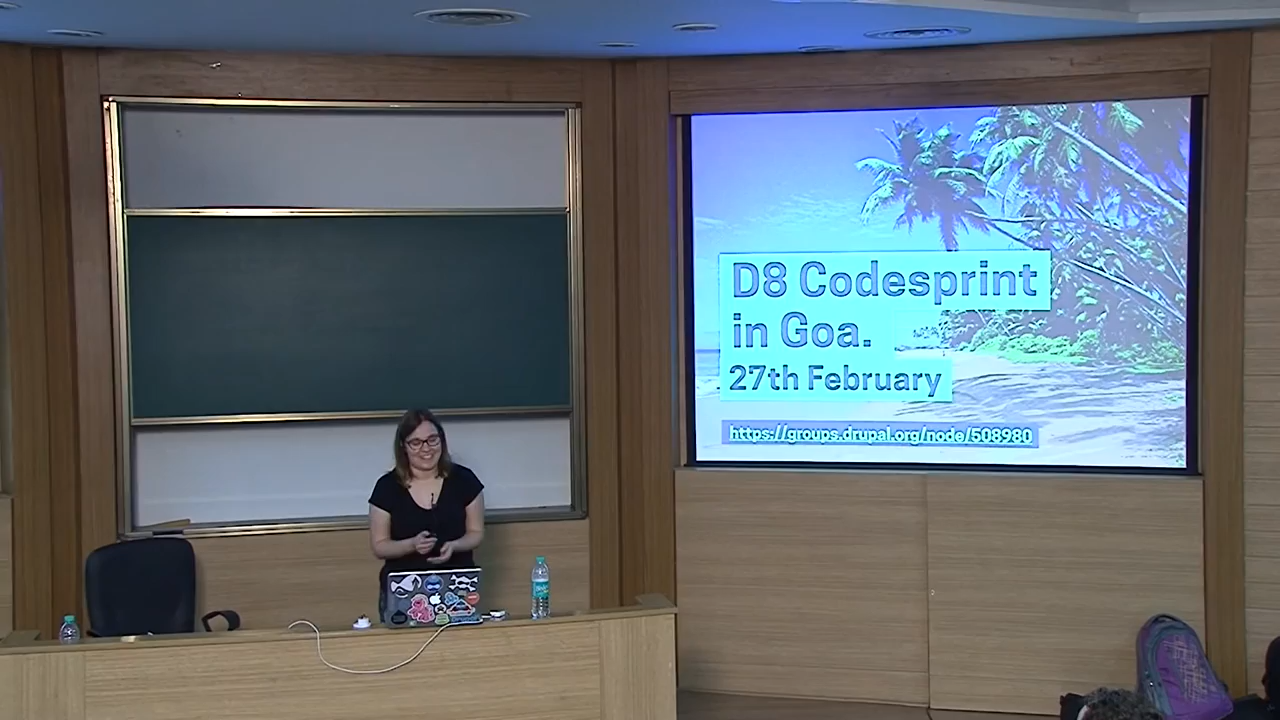 D8 Codesprint
in Goa.
27th February
https://groups.drupal.org/node/508980